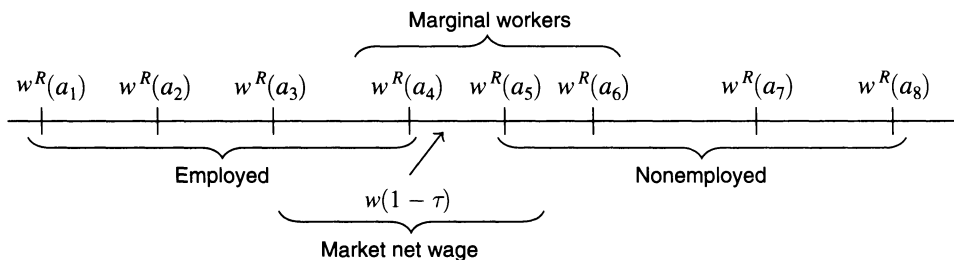 Marginal workers
w^R(a_1) w^R(a_2) w^R(a_3) w^R(a_4) w^R(a_5) w^R(a_6) w^R(a_7) w^R(a_8)
Employed Nonemployed
w(1 − τ)
Market net wage